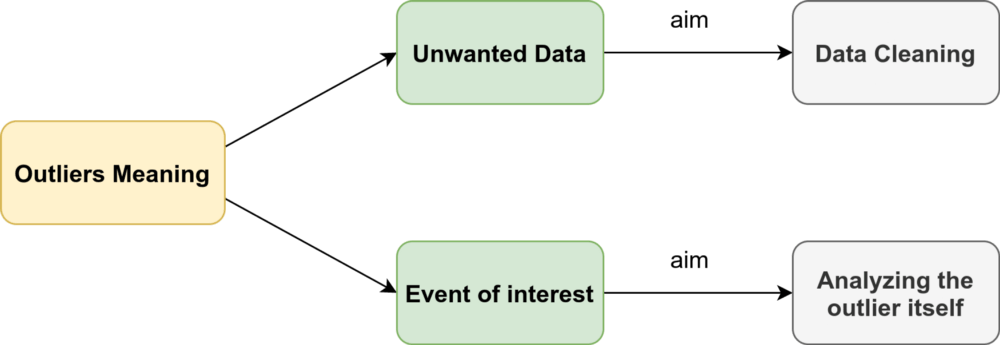 Outliers Meaning
Unwanted Data
aim
Data Cleaning
Event of interest
aim
Analyzing the
outlier itself